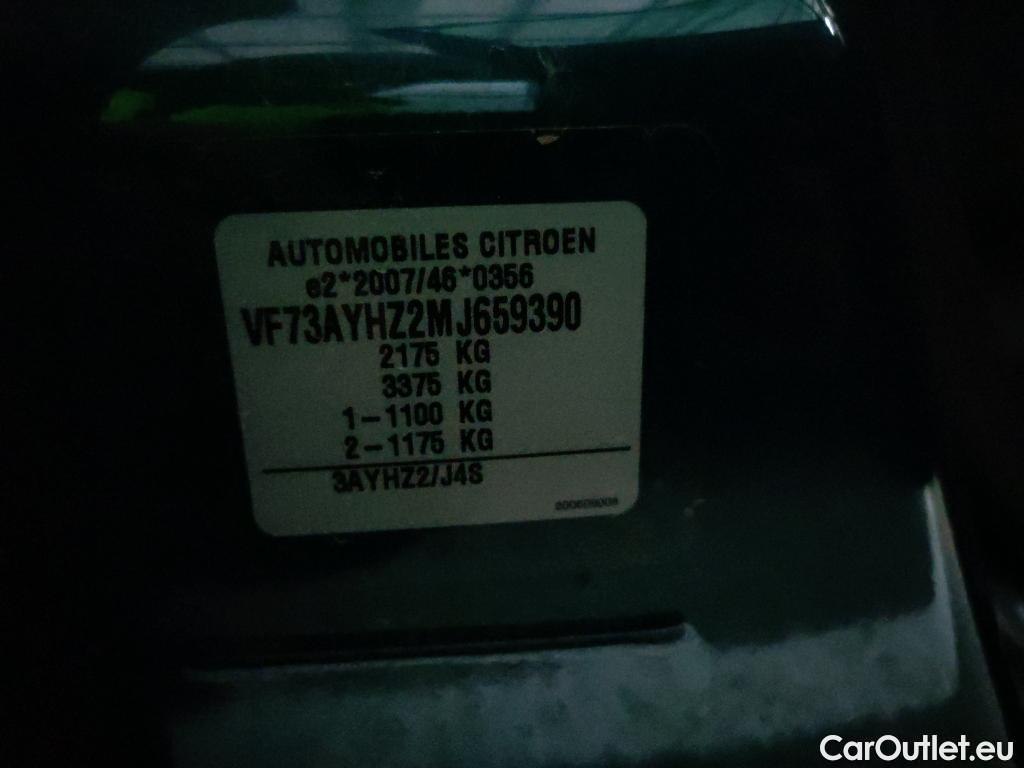 AUTOMOBILES CITROEN
e2*2007/46*0356
VF73AYHZ2MJ659390
2175 KG
3375 KG
1-1100 KG
2-1175 KG
3AYHZ2/J4S
CarOutlet.eu